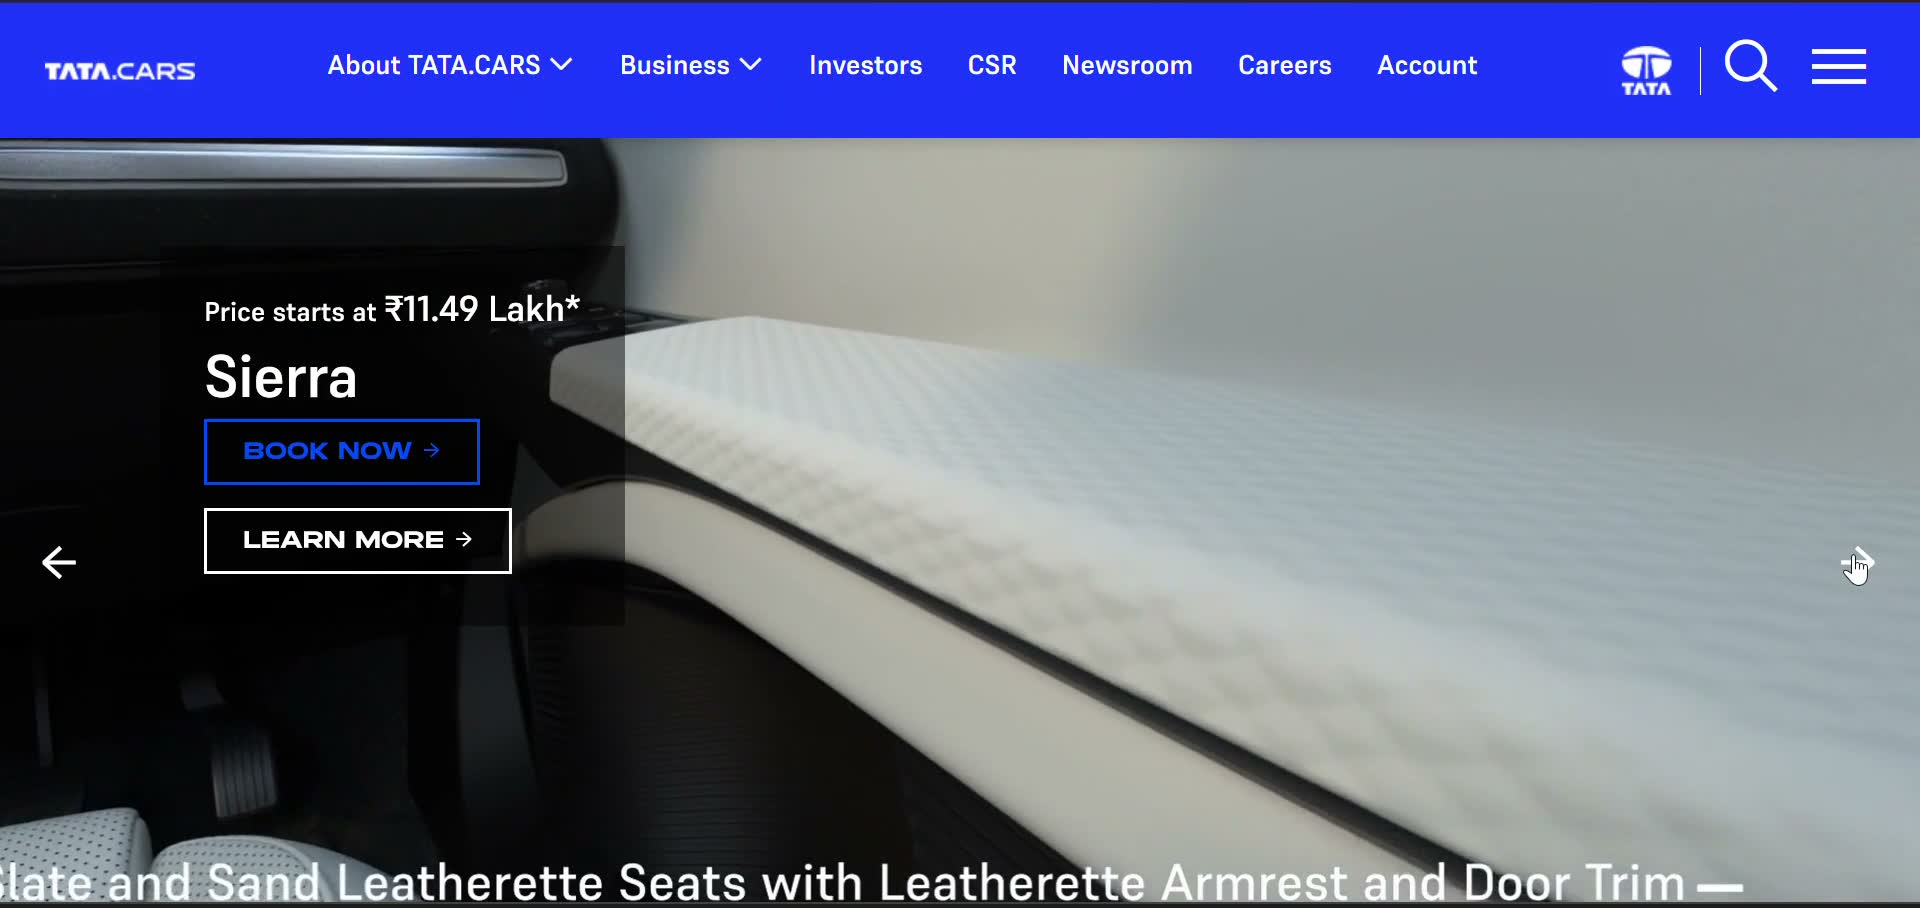 TATA.CARS
About TATA.CARS Business Investors CSR Newsroom Careers Account
TATA
Price starts at ₹11.49 Lakh*
Sierra
BOOK NOW →
LEARN MORE →
Slate and Sand Leatherette Seats with Leatherette Armrest and Door Trim —